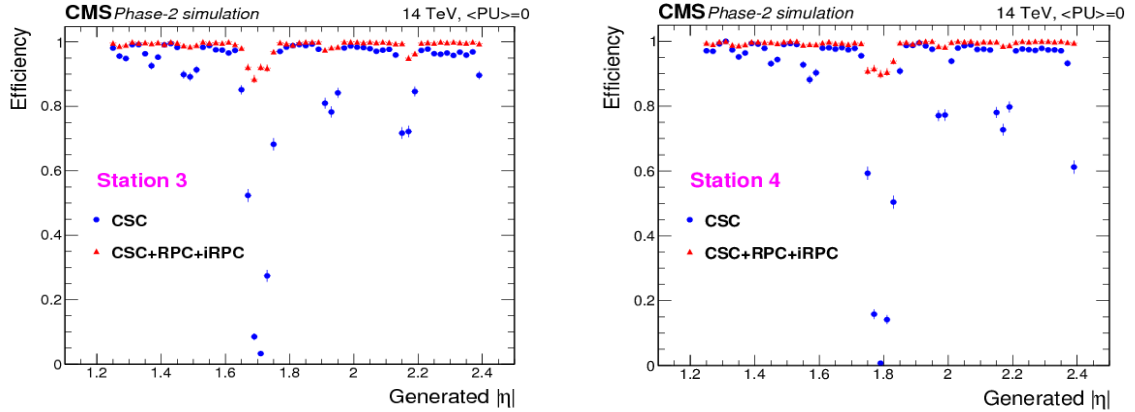 CMS Phase-2 simulation 14 TeV, <PU>=0
Efficiency
1
0.8
0.6
0.4
0.2
0
Station 3
CSC
CSC+RPC+iRPC
1.2 1.4 1.6 1.8 2 2.2 2.4
Generated |η|
CMS Phase-2 simulation 14 TeV, <PU>=0
Efficiency
1
0.8
0.6
0.4
0.2
0
Station 4
CSC
CSC+RPC+iRPC
1.2 1.4 1.6 1.8 2 2.2 2.4
Generated |η|